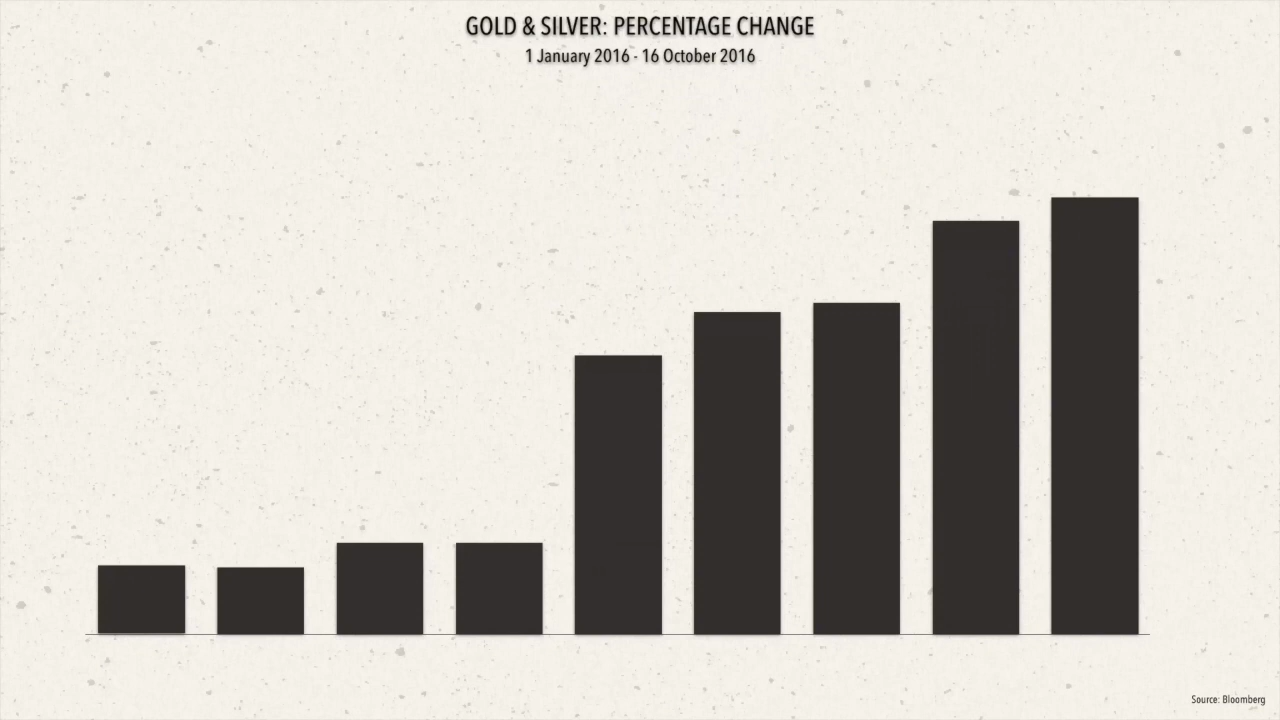 GOLD & SILVER: PERCENTAGE CHANGE
1 January 2016 - 16 October 2016
Source: Bloomberg